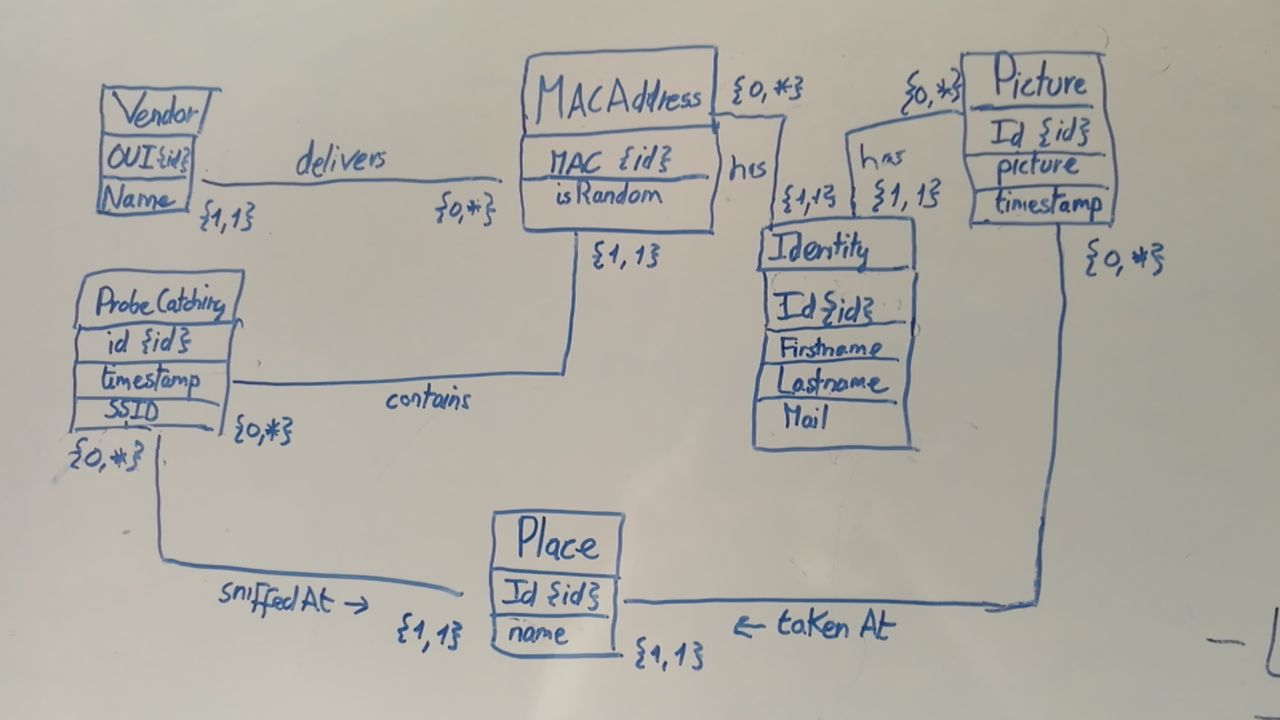 Vendor
OUI {id}
Name
{1,1}
delivers
{0,*}
MACAddress
MAC {id}
isRandom
{1,1}
{0,*}
has
{1,1}
{0,*}
has
{1,1}
Picture
Id {id}
picture
timestamp
{0,*}
Identity
Id {id}
Firstname
Lastname
Mail
ProbeCatching
id {id}
timestamp
SSID
{0,*}
{0,*}
contains
sniffedAt →
{1,1}
Place
Id {id}
name
{1,1}
← taken At